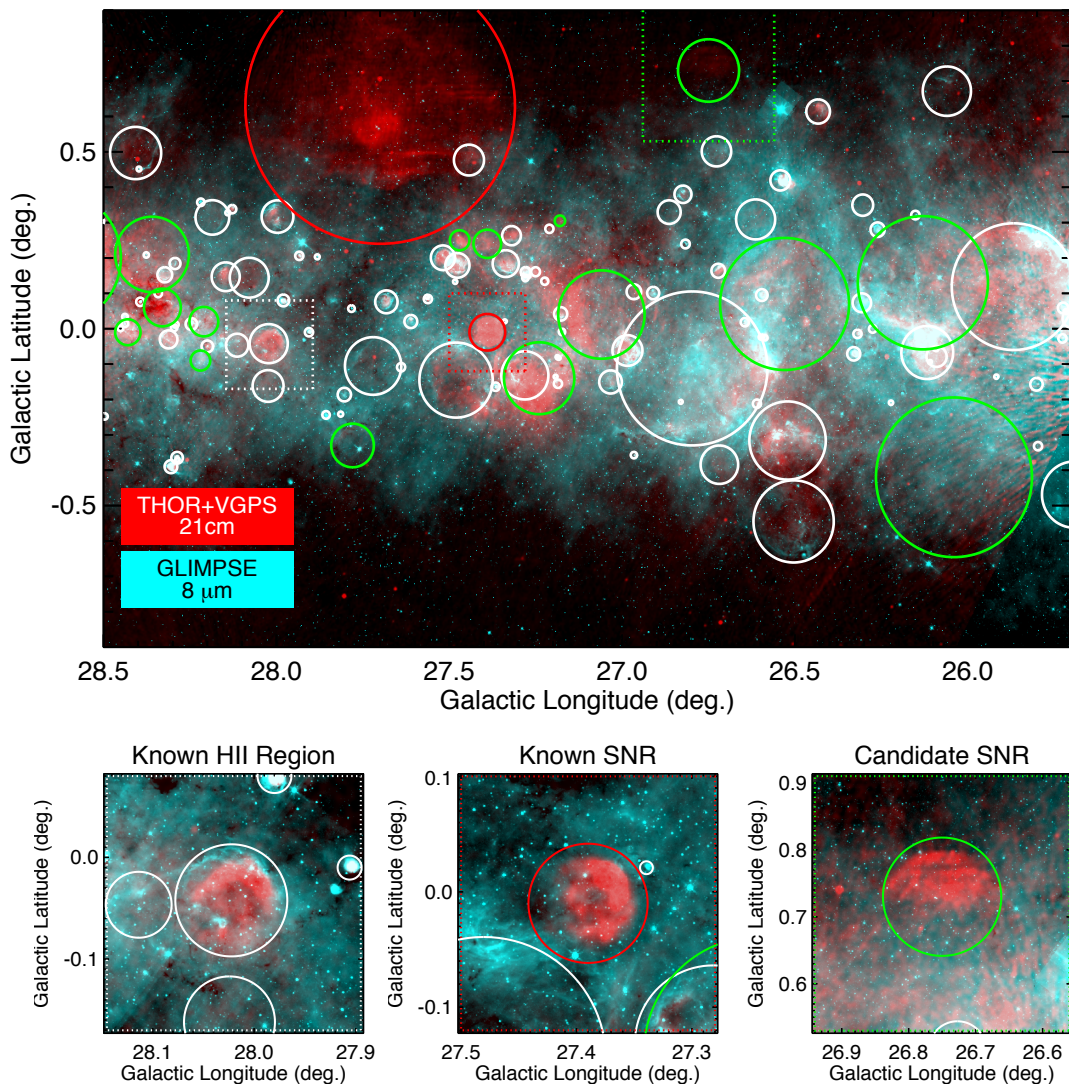 Galactic Latitude (deg.)
0.5
0.0
-0.5
THOR+VGPS
21cm
GLIMPSE
8 μm
28.5 28.0 27.5 27.0 26.5 26.0
Galactic Longitude (deg.)
Known HII Region
Galactic Latitude (deg.)
0.0
-0.1
28.1 28.0 27.9
Galactic Longitude (deg.)
Known SNR
Galactic Latitude (deg.)
0.1
0.0
-0.1
27.5 27.4 27.3
Galactic Longitude (deg.)
Candidate SNR
Galactic Latitude (deg.)
0.9
0.8
0.7
0.6
26.9 26.8 26.7 26.6
Galactic Longitude (deg.)